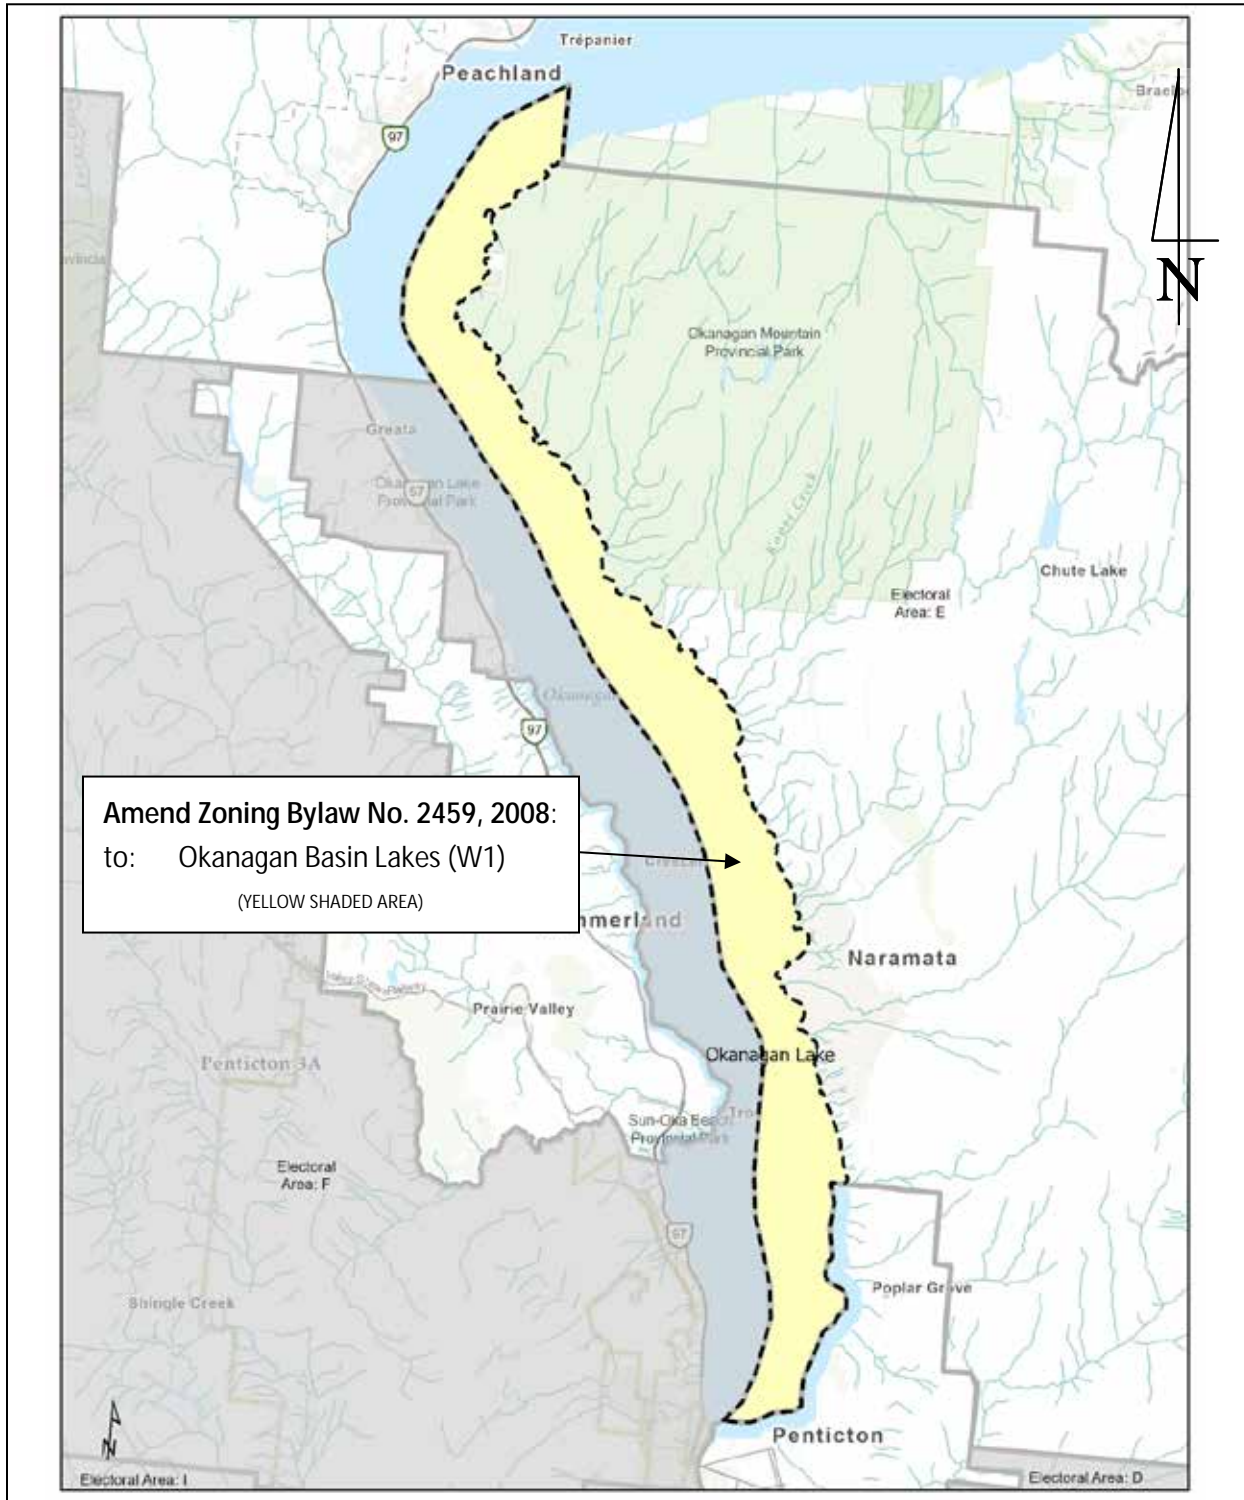 Trépanier
Peachland
97
N
Okanagan Mountain
Provincial Park
Greata
Okanagan Lake
Provincial Park
97
Chute Lake
Electoral
Area: E
Okanagan
97
Amend Zoning Bylaw No. 2459, 2008:
to: Okanagan Basin Lakes (W1)
(YELLOW SHADED AREA)
mmerland
Naramata
Prairie Valley
Okanagan Lake
Penticton 3A
Sun-Oka Beach
Provincial Park
Electoral
Area: F
97
Shingle Creek
Poplar Grove
N
Penticton
Electoral Area: I
Electoral Area: D